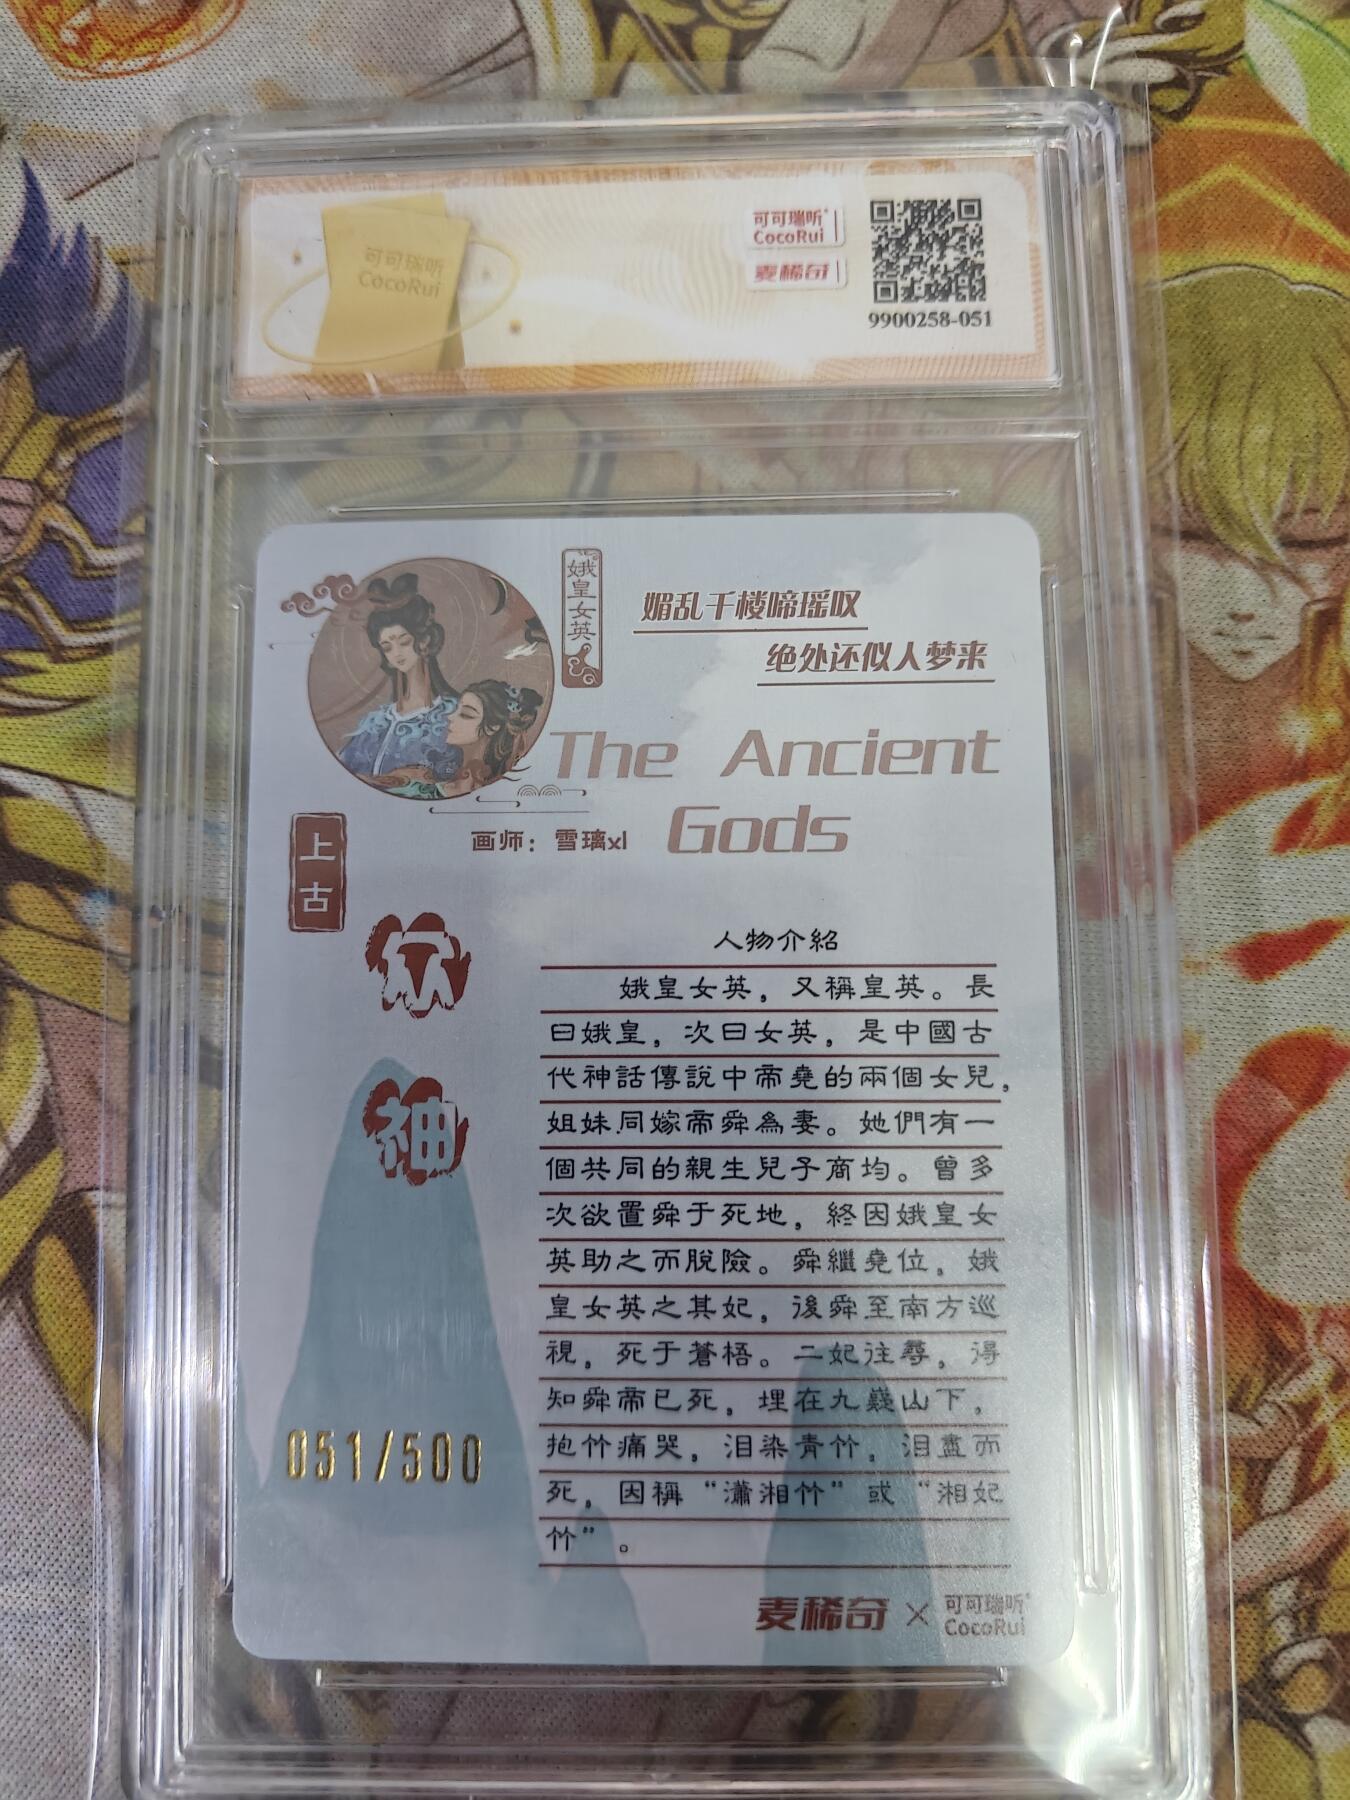 可可瑞听
CocoRui
可可瑞听
CocoRui
麦稀奇
9900258-051
娥皇女英
媚乱千楼啼瑶叹
绝处还似人梦来
The Ancient
Gods
画师：雪璃xl
上古
众神
人物介紹
娥皇女英，又稱皇英。長
曰娥皇，次曰女英，是中國古
代神話傳説中帝堯的兩個女兒，
姐妹同嫁帝舜為妻。她們有一
個共同的親生兒子商均。曾多
次欲置舜于死地，終因娥皇女
英助之而脫險。舜繼堯位，娥
皇女英之其妃，後舜至南方巡
視，死于蒼梧。二妃往尋，得
知舜帝已死，埋在九嶷山下，
抱竹痛哭，泪染青竹，泪盡而
死，因稱“瀟湘竹”或“湘妃
竹”。
051/500
麦稀奇 × 可可瑞听
CocoRui